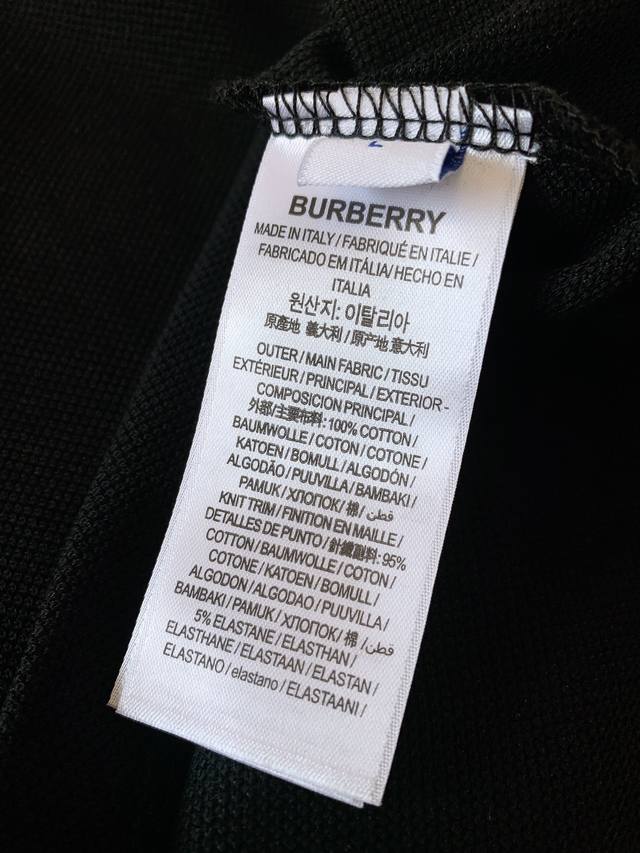 BURBERRY
MADE IN ITALY / FABRIQUÉ EN ITALIE /
FABRICADO EM ITÁLIA/ HECHO EN
ITALIA
원산지: 이탈리아
原產地 義大利 / 原产地 意大利
OUTER / MAIN FABRIC / TISSU
EXTÉRIEUR / PRINCIPAL / EXTERIOR -
COMPOSICION PRINCIPAL /
外部/主要布料: 100% COTTON /
BAUMWOLLE / COTON / COTONE /
KATOEN / BOMULL / ALGODÓN /
ALGODÃO / PUUVILLA / BAMBAKI /
PAMUK / ХЛОПОК / 棉 / قطن
KNIT TRIM / FINITION EN MAILLE /
DETALLES DE PUNTO / 針織副料: 95%
COTTON / BAUMWOLLE / COTON /
COTONE / KATOEN / BOMULL /
ALGODON / ALGODAO / PUUVILLA /
BAMBAKI / PAMUK / ХЛОПОК / 棉 / قطن
5% ELASTANE / ELASTHAN /
ELASTHANE / ELASTAAN / ELASTAN /
ELASTANO / elastano / ELASTAANI /